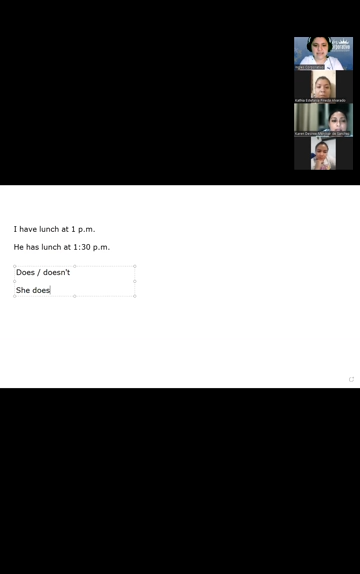 I have lunch at 1 p.m.
He has lunch at 1:30 p.m.
Does / doesn't
She does